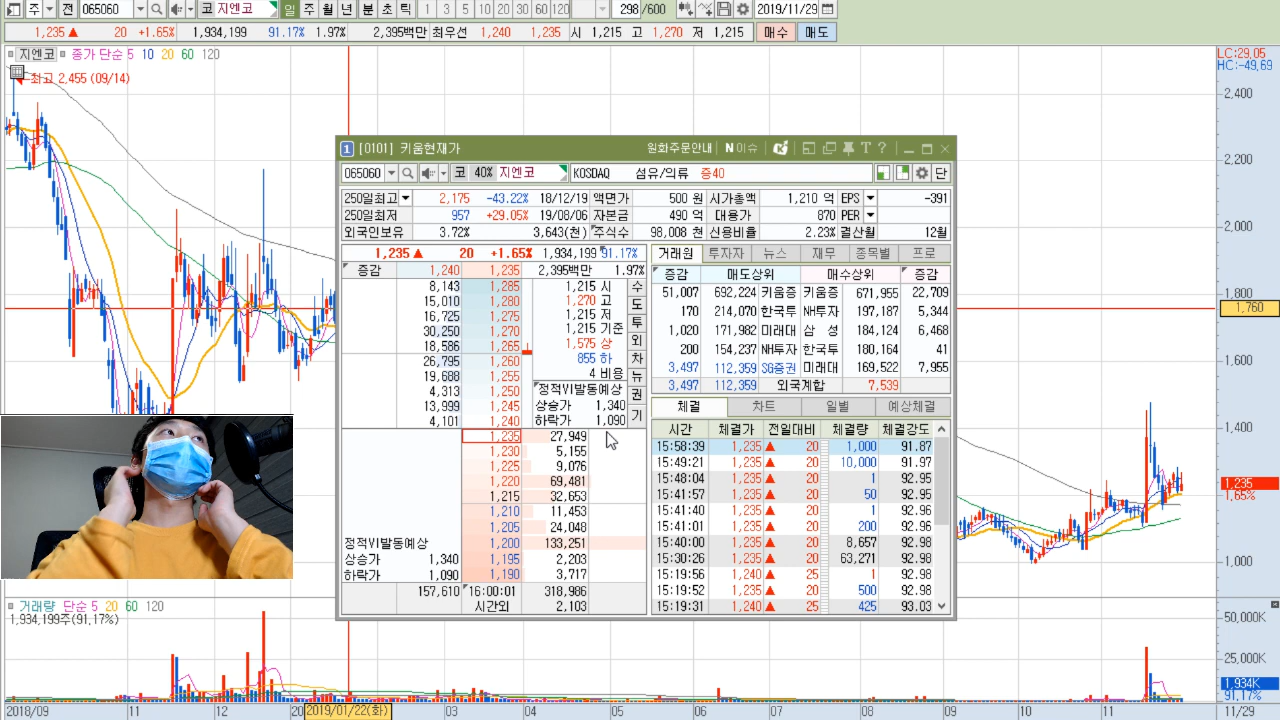 주 전 065060 코 지엔코 일 주 월 년 분 초 틱 1 3 5 10 20 30 60 120 298 /600 2019/11/29
1,235 ▲ 20 +1.65% 1,934,199 91.17% 1.97% 2,395백만 최우선 1,240 1,235 시 1,215 고 1,270 저 1,215 매수 매도
지엔코 종가 단순 5 10 20 60 120
최고 2,455 (09/14)
LC:29,05
HC:-49,69
2,400
2,200
2,000
1,800
1,760
1,600
1,400
1,235
1,65%
1,000
1 [0101] 키움현재가 일화주문안내 N이슈 T ?
065060 코 40% 지엔코 KOSDAQ 섬유/의류 증40 단
250일최고 2,175 -43.22% 18/12/19 액면가 500 원 시가총액 1,210 억 EPS -391
250일최저 957 +29.05% 19/08/06 자본금 490 억 대용가 870 PER
외국인보유 3.72% 3,643(천) 주식수 98,008 천 신용비율 2.23% 결산월 12월
1,235 ▲ 20 +1.65% 1,934,199 91.17%
증감 1,240 1,235 2,395백만 1.97%
8,143 1,285 1,215 시 수
15,010 1,280 1,270 고 도
16,725 1,275 1,215 저 투
30,250 1,270 1,215 기준 외
18,586 1,265 1,575 상 차
26,795 1,260 855 하 뉴
19,688 1,255 4 비용 권
4,313 1,250 정적VI발동예상 기
13,999 1,245 상승가 1,340
4,101 1,240 하락가 1,090
1,235 27,949
1,230 5,155
1,225 9,076
1,220 69,481
1,215 32,653
1,210 11,453
1,205 24,048
정적VI발동예상 1,200 133,251
상승가 1,340 1,195 2,203
하락가 1,090 1,190 3,717
157,610 16:00:01 318,986
시간외 2,103
거래원 투자자 뉴스 재무 종목별 프로
증감 매도상위 매수상위 증감
51,007 692,224 키움증 키움증 671,955 22,709
170 214,070 한국투 NH투자 197,187 5,344
1,020 171,982 미래대 삼 성 184,124 6,468
200 154,237 NH투자 한국투 180,164 41
3,497 112,359 SG증권 미래대 169,522 7,955
3,497 112,359 외국계합 7,539
체결 차트 일별 예상체결
시간 체결가 전일대비 체결량 체결강도
15:58:39 1,235 ▲ 20 1,000 91.87
15:49:21 1,235 ▲ 20 10,000 91.97
15:48:04 1,235 ▲ 20 1 92.95
15:41:57 1,235 ▲ 20 50 92.95
15:41:40 1,235 ▲ 20 1 92.96
15:41:01 1,235 ▲ 20 200 92.96
15:40:00 1,235 ▲ 20 8,657 92.98
15:30:26 1,235 ▲ 20 63,271 92.98
15:19:56 1,240 ▲ 25 1 92.98
15:19:52 1,235 ▲ 20 500 92.98
15:19:31 1,240 ▲ 25 425 93.03
거래량 단순 5 20 60 120
1,934,199주(91,17%)
50,000K
25,000K
1,934K
91,17%
2018/09 11 12 20 2019/01/22(화) 03 04 05 06 07 08 09 10 11 11/29